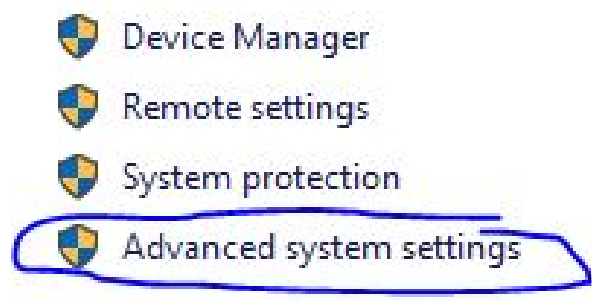 Device Manager
Remote settings
System protection
Advanced system settings